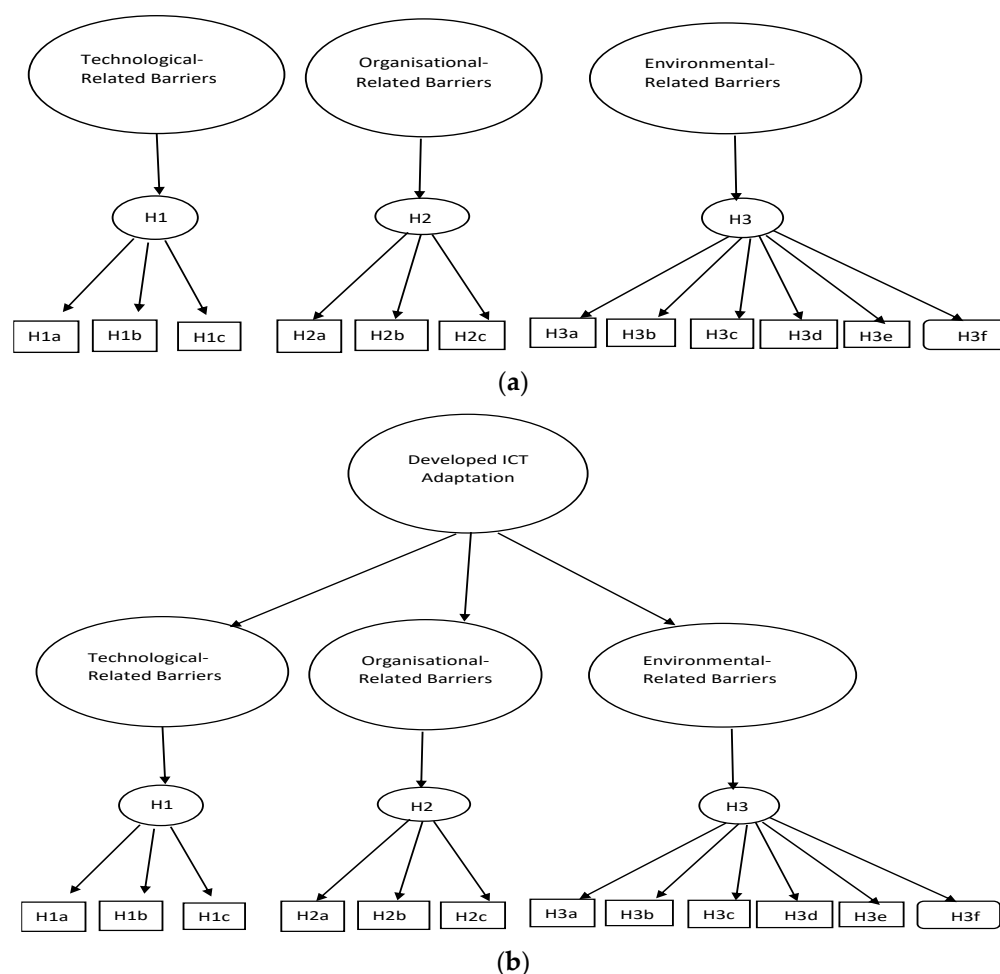 Technological-
Related Barriers
Organisational-
Related Barriers
Environmental-
Related Barriers
H1
H2
H3
H1a
H1b
H1c
H2a
H2b
H2c
H3a
H3b
H3c
H3d
H3e
H3f
(a)
Developed ICT
Adaptation
Technological-
Related Barriers
Organisational-
Related Barriers
Environmental-
Related Barriers
H1
H2
H3
H1a
H1b
H1c
H2a
H2b
H2c
H3a
H3b
H3c
H3d
H3e
H3f
(b)